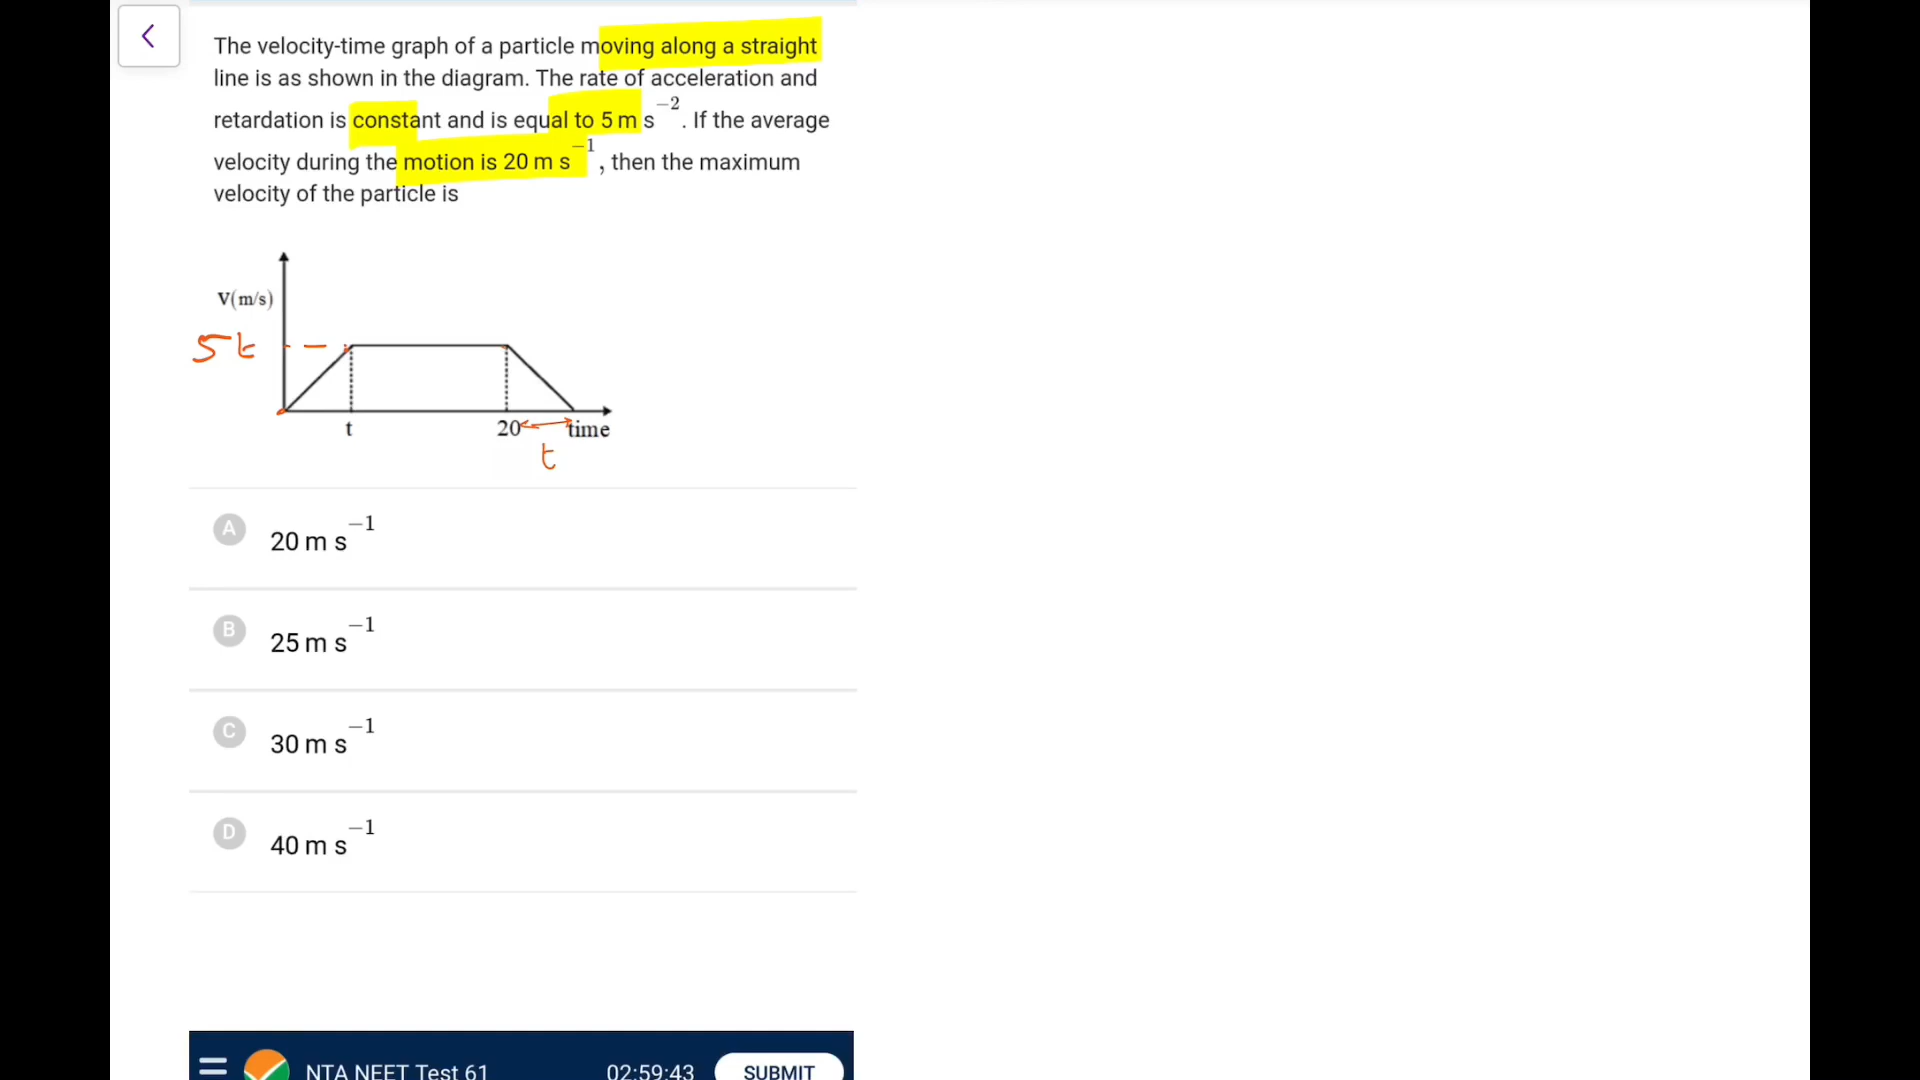 The velocity-time graph of a particle moving along a straight
line is as shown in the diagram. The rate of acceleration and
retardation is constant and is equal to 5 m s⁻². If the average
velocity during the motion is 20 m s⁻¹, then the maximum
velocity of the particle is
V(m/s)
5t
t
20
time
t
A 20 m s⁻¹
B 25 m s⁻¹
C 30 m s⁻¹
D 40 m s⁻¹
NTA NEET Test 61 02:59:43 SUBMIT